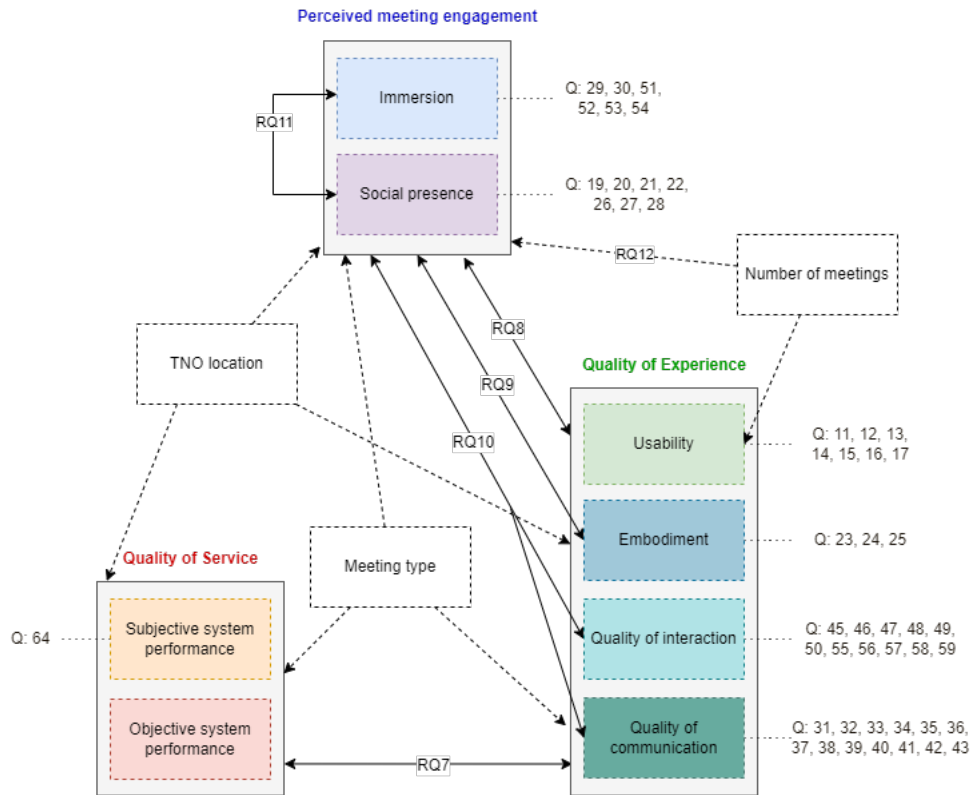 Perceived meeting engagement
Immersion
Q: 29, 30, 51,
52, 53, 54
RQ11
Social presence
Q: 19, 20, 21, 22,
26, 27, 28
RQ12
Number of meetings
TNO location
RQ8
Quality of Experience
RQ9
RQ10
Usability
Q: 11, 12, 13,
14, 15, 16, 17
Embodiment
Q: 23, 24, 25
Quality of Service
Meeting type
Q: 64
Subjective system
performance
Quality of interaction
Q: 45, 46, 47, 48, 49,
50, 55, 56, 57, 58, 59
Objective system
performance
Quality of
communication
Q: 31, 32, 33, 34, 35, 36,
37, 38, 39, 40, 41, 42, 43
RQ7